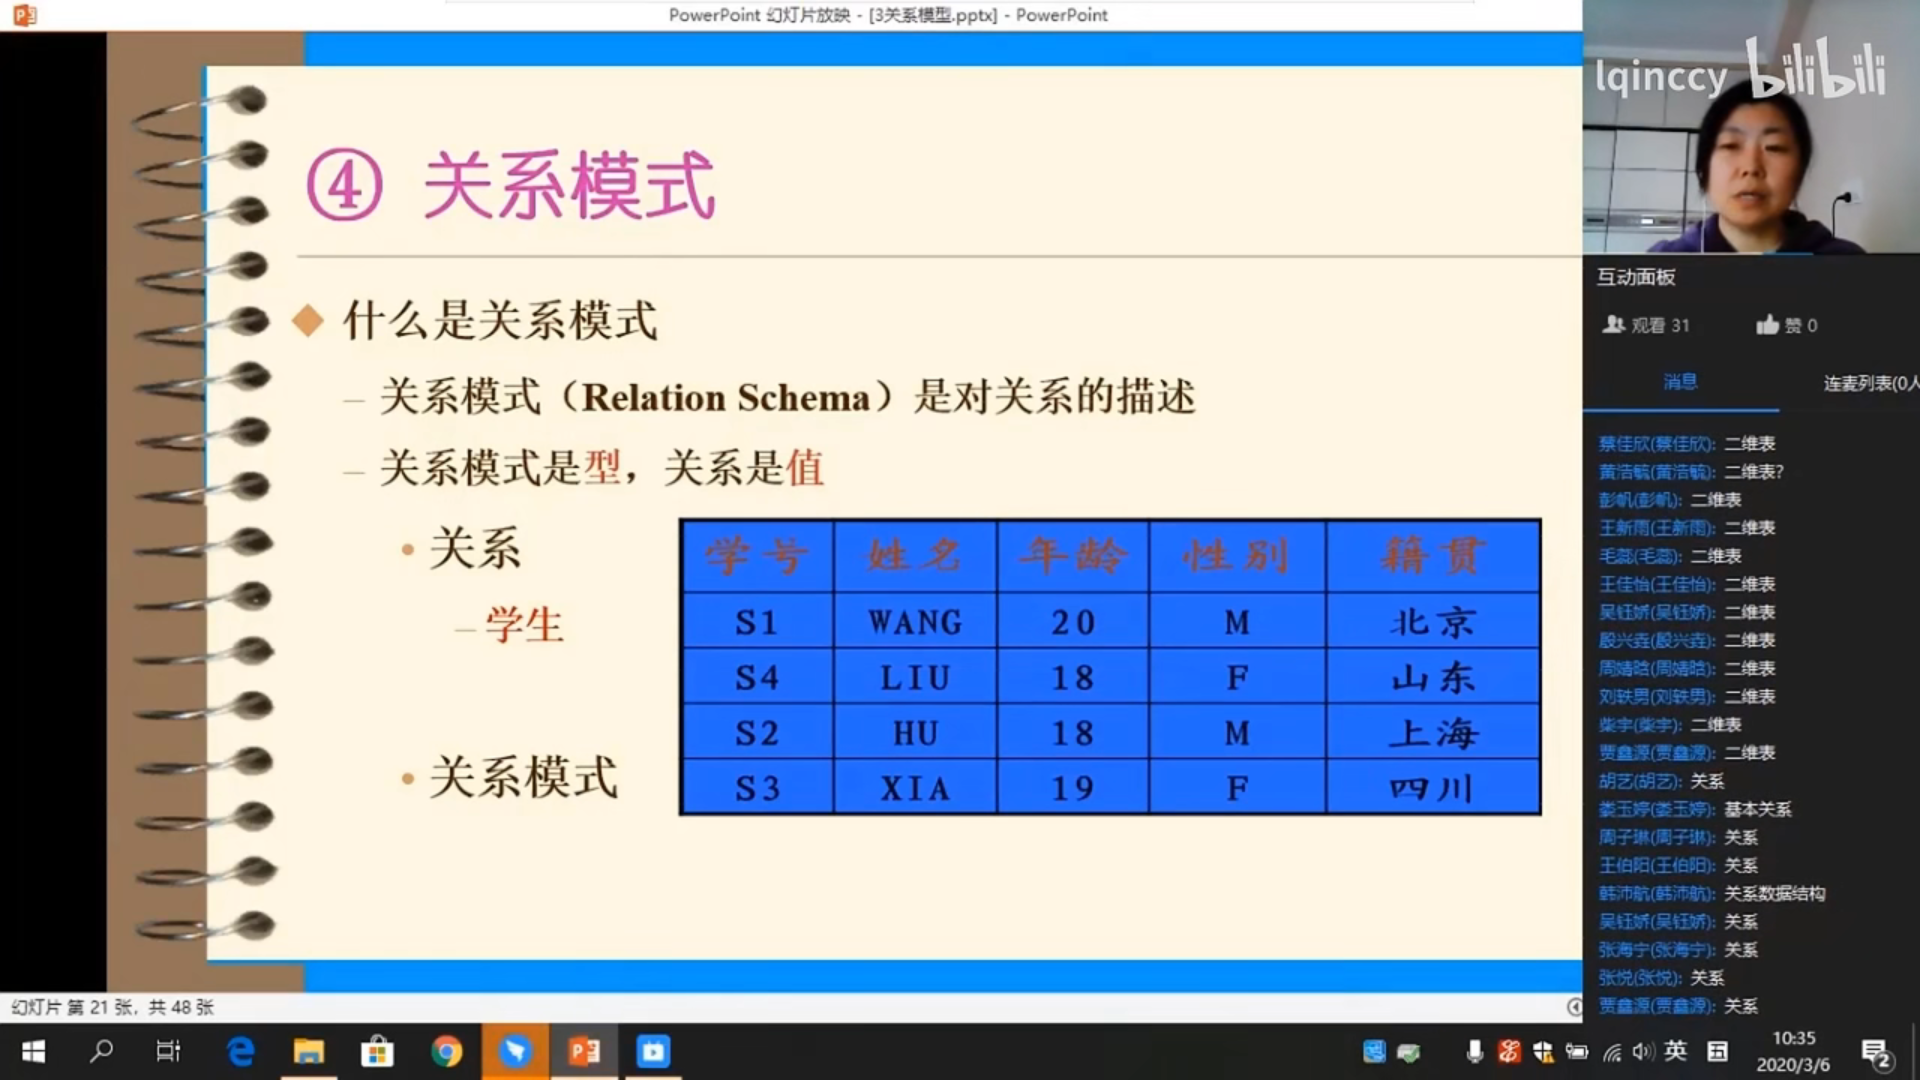 PowerPoint 幻灯片放映 - [3关系模型.pptx] - PowerPoint
lqinccy bilibili
④ 关系模式
什么是关系模式
– 关系模式（Relation Schema）是对关系的描述
– 关系模式是型，关系是值
• 关系
– 学生
• 关系模式
学号 姓名 年龄 性别 籍贯
S1 WANG 20 M 北京
S4 LIU 18 F 山东
S2 HU 18 M 上海
S3 XIA 19 F 四川
互动面板
观看 31 赞 0
消息 连麦列表(0人
蔡佳欣(蔡佳欣): 二维表
黄浩毓(黄浩毓): 二维表?
彭帆(彭帆): 二维表
王新雨(王新雨): 二维表
毛蕊(毛蕊): 二维表
王佳怡(王佳怡): 二维表
吴钰娇(吴钰娇): 二维表
殷兴垚(殷兴垚): 二维表
周婧晗(周婧晗): 二维表
刘轶男(刘轶男): 二维表
柴宇(柴宇): 二维表
贾鑫源(贾鑫源): 二维表
胡艺(胡艺): 关系
娄玉婷(娄玉婷): 基本关系
周子琳(周子琳): 关系
王伯阳(王伯阳): 关系
韩沛航(韩沛航): 关系数据结构
吴钰娇(吴钰娇): 关系
张海宁(张海宁): 关系
张悦(张悦): 关系
贾鑫源(贾鑫源): 关系
幻灯片 第 21 张，共 48 张
英
10:35
2020/3/6
2